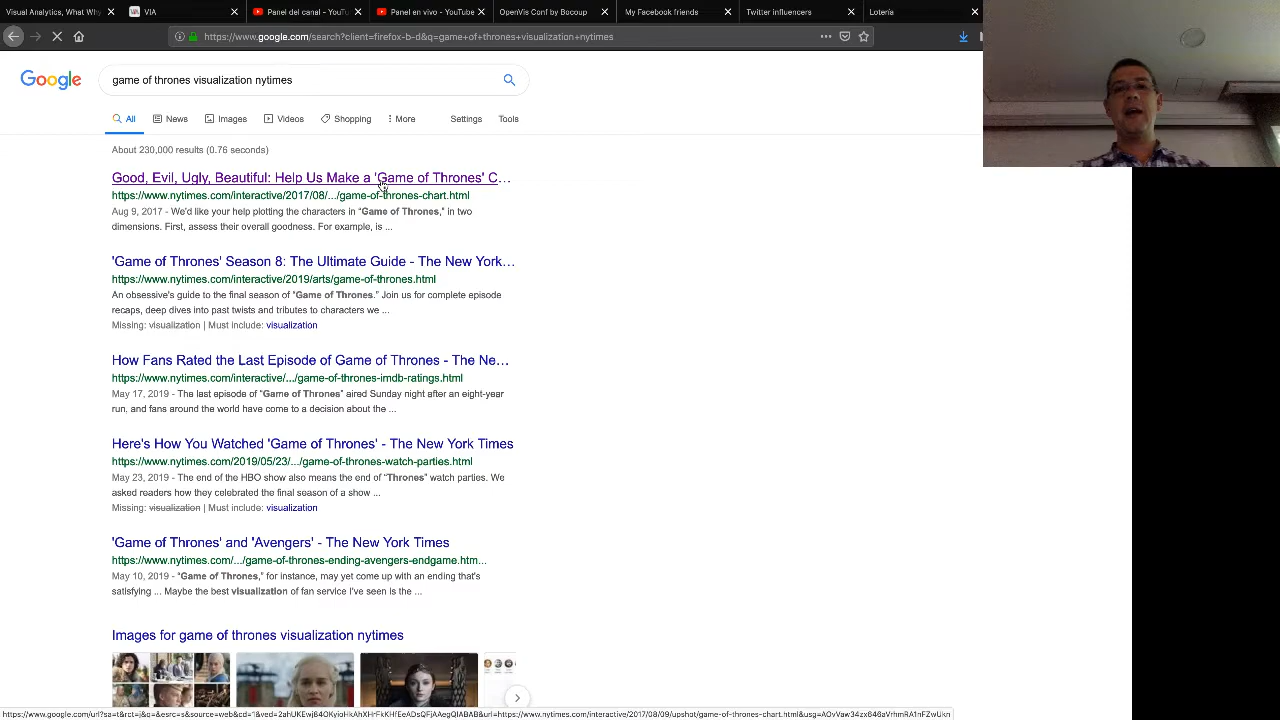 Visual Analytics, What, Why
VIA
Panel del canal - YouTu
Panel en vivo - YouTube
OpenVis Conf by Bocoup
My Facebook friends
Twitter influencers
Lotería
https://www.google.com/search?client=firefox-b-d&q=game+of+thrones+visualization+nytimes
Google
game of thrones visualization nytimes
All
News
Images
Videos
Shopping
More
Settings
Tools
About 230,000 results (0.76 seconds)
Good, Evil, Ugly, Beautiful: Help Us Make a 'Game of Thrones' C...
https://www.nytimes.com/interactive/2017/08/.../game-of-thrones-chart.html
Aug 9, 2017 - We'd like your help plotting the characters in “Game of Thrones,” in two
dimensions. First, assess their overall goodness. For example, is ...
'Game of Thrones' Season 8: The Ultimate Guide - The New York...
https://www.nytimes.com/interactive/2019/arts/game-of-thrones.html
An obsessive's guide to the final season of “Game of Thrones.” Join us for complete episode
recaps, deep dives into past twists and tributes to characters we ...
Missing: visualization | Must include: visualization
How Fans Rated the Last Episode of Game of Thrones - The Ne...
https://www.nytimes.com/interactive/.../game-of-thrones-imdb-ratings.html
May 17, 2019 - The last episode of “Game of Thrones” aired Sunday night after an eight-year
run, and fans around the world have come to a decision about the ...
Here's How You Watched 'Game of Thrones' - The New York Times
https://www.nytimes.com/2019/05/23/.../game-of-thrones-watch-parties.html
May 23, 2019 - The end of the HBO show also means the end of “Thrones” watch parties. We
asked readers how they celebrated the final season of a show ...
Missing: visualization | Must include: visualization
'Game of Thrones' and 'Avengers' - The New York Times
https://www.nytimes.com/.../game-of-thrones-ending-avengers-endgame.htm...
May 10, 2019 - “Game of Thrones,” for instance, may yet come up with an ending that's
satisfying ... Maybe the best visualization of fan service I've seen is the ...
Images for game of thrones visualization nytimes